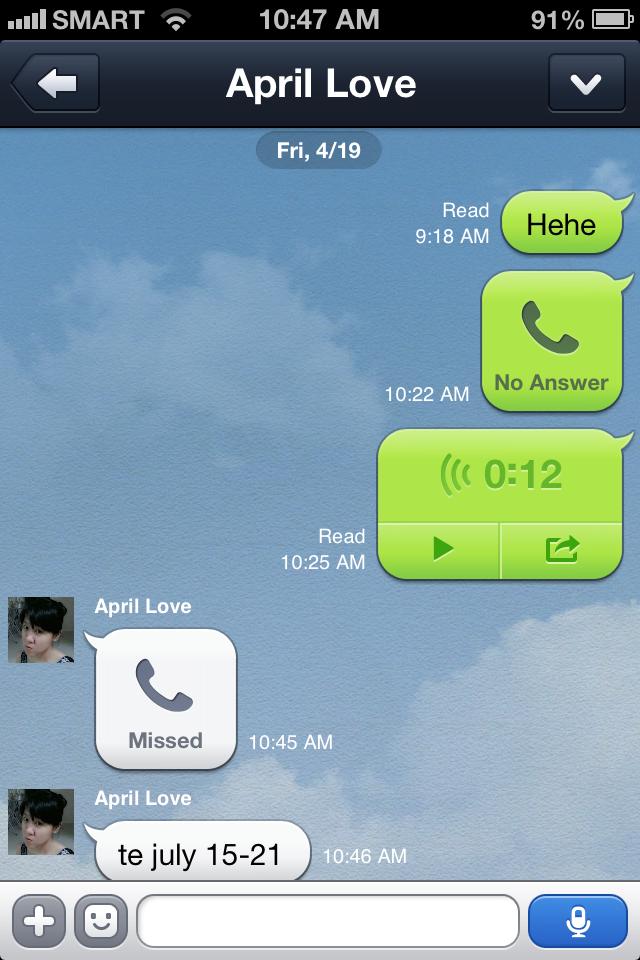 SMART 10:47 AM 91%
April Love
Fri, 4/19
Read
9:18 AM
Hehe
No Answer
10:22 AM
0:12
Read
10:25 AM
April Love
Missed
10:45 AM
April Love
te july 15-21
10:46 AM